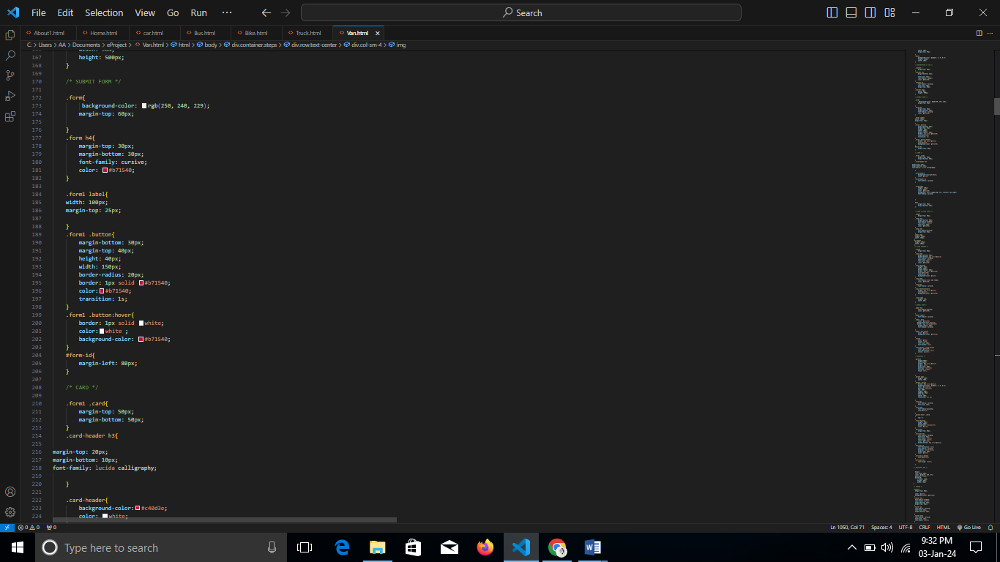 File Edit Selection View Go Run ···
Search
About1.html Home.html car.html Bus.html Bike.html Truck.html Van.html
C: > Users > AA > Documents > eProject > Van.html > html > body > div.container.steps > div.row.text-center > div.col-sm-4 > img
167 height: 500px;
168 }
169
170 /* SUBMIT FORM */
171
172 .form{
173 background-color: rgb(250, 240, 229);
174 margin-top: 60px;
175
176 }
177 .form h4{
178 margin-top: 30px;
179 margin-bottom: 30px;
180 font-family: cursive;
181 color: #b71540;
182 }
183
184 .form1 label{
185 width: 100px;
186 margin-top: 25px;
187
188 }
189 .form1 .button{
190 margin-bottom: 30px;
191 margin-top: 40px;
192 height: 40px;
193 width: 150px;
194 border-radius: 20px;
195 border: 1px solid #b71540;
196 color: #b71540;
197 transition: 1s;
198 }
199 .form1 .button:hover{
200 border: 1px solid white;
201 color: white ;
202 background-color: #b71540;
203 }
204 #form-id{
205 margin-left: 80px;
206 }
207
208 /* CARD */
209
210 .form1 .card{
211 margin-top: 50px;
212 margin-bottom: 50px;
213 }
214 .card-header h3{
215
216 margin-top: 20px;
217 margin-bottom: 10px;
218 font-family: lucida calligraphy;
219
220 }
221
222 .card-header{
223 background-color: #c40d3e;
224 color: white;
0 0 0 Ln 1050, Col 71 Spaces: 4 UTF-8 CRLF HTML Go Live
Type here to search
9:32 PM
03-Jan-24